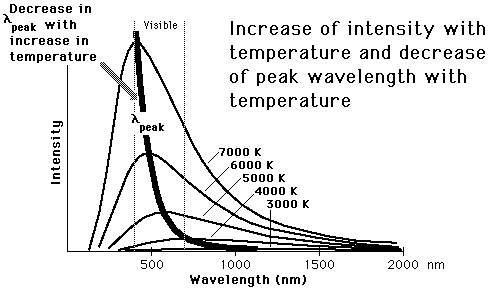 Decrease in
λpeak with
increase in
temperature
Visible
Increase of intensity with
temperature and decrease
of peak wavelength with
temperature
λpeak
7000 K
6000 K
5000 K
4000 K
3000 K
Intensity
500 1000 1500 2000 nm
Wavelength (nm)